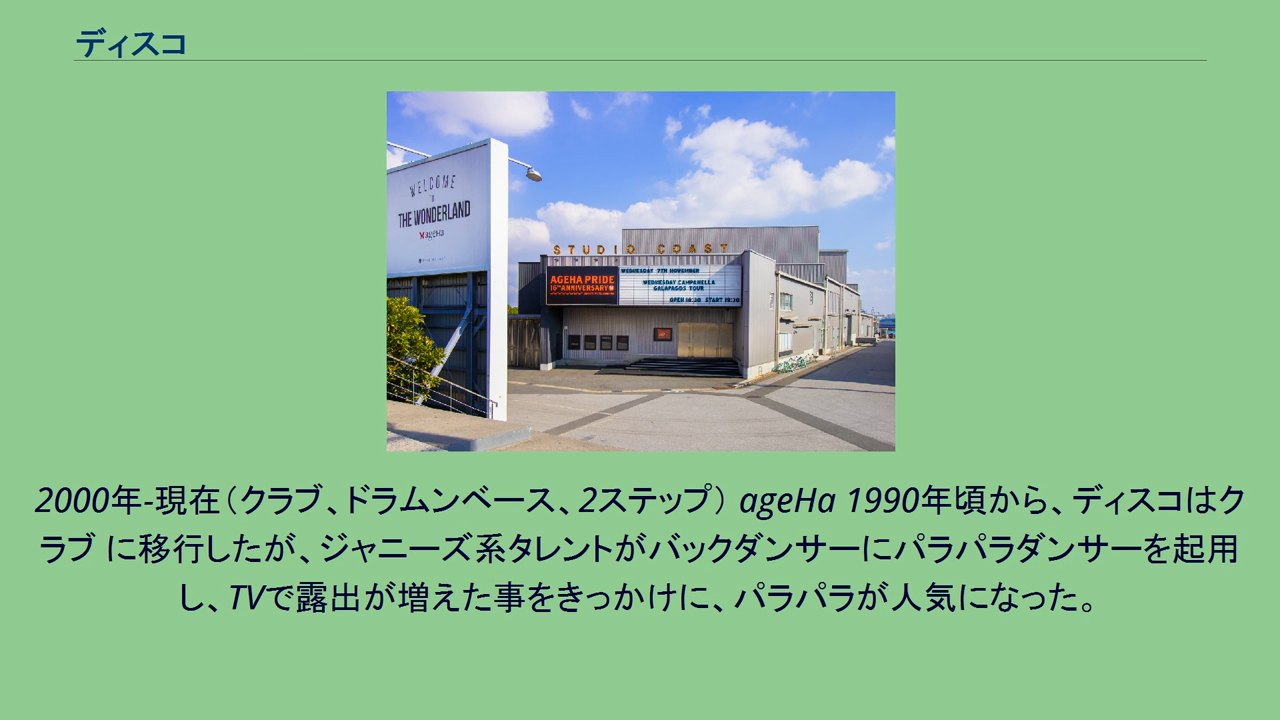 ディスコ
WELCOME
THE WONDERLAND
ageHa
STUDIO COAST
AGEHA PRIDE
16TH ANNIVERSARY
WEDNESDAY 7TH NOVEMBER
WEDNESDAY CAMPANELLA
GALAPAGOS TOUR
OPEN 18:30 START 19:30
2000年-現在（クラブ、ドラムンベース、2ステップ） ageHa 1990年頃から、ディスコはク
ラブ に移行したが、ジャニーズ系タレントがバックダンサーにパラパラダンサーを起用
し、TVで露出が増えた事をきっかけに、パラパラが人気になった。